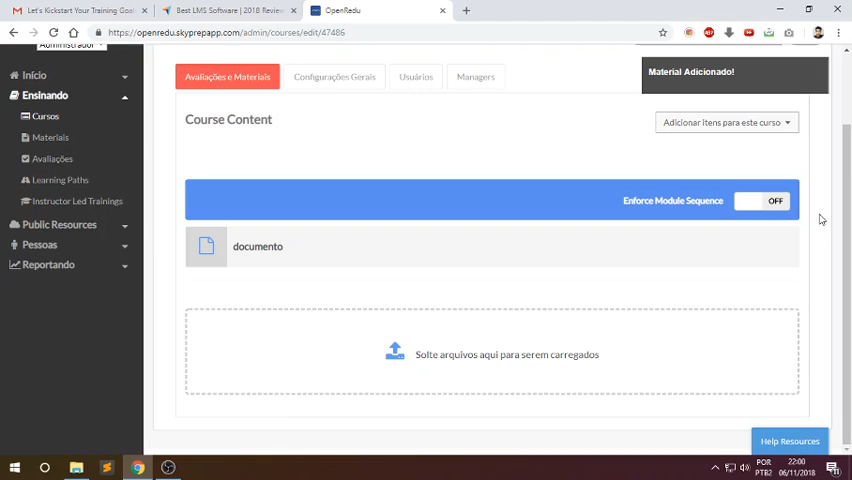 Let's Kickstart Your Training Goals
Best LMS Software | 2018 Review
OpenRedu
https://openredu.skyprepapp.com/admin/courses/edit/47486
Administrador
Início
Ensinando
Cursos
Materiais
Avaliações
Learning Paths
Instructor Led Trainings
Public Resources
Pessoas
Reportando
Avaliações e Materiais
Configurações Gerais
Usuários
Managers
Material Adicionado!
Course Content
Adicionar itens para este curso
Enforce Module Sequence
OFF
documento
Solte arquivos aqui para serem carregados
Help Resources
POR
PTB2
22:00
06/11/2018